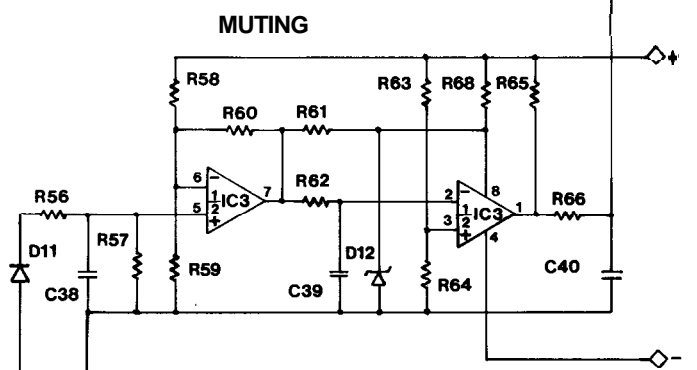 MUTING
+
R58
R63
R68
R65
R60
R61
6
−
1
2
IC3
7
5
+
R62
2
−
8
1
2
IC3
1
3
+
4
R66
R56
D11
R57
C38
R59
C39
D12
R64
C40
−